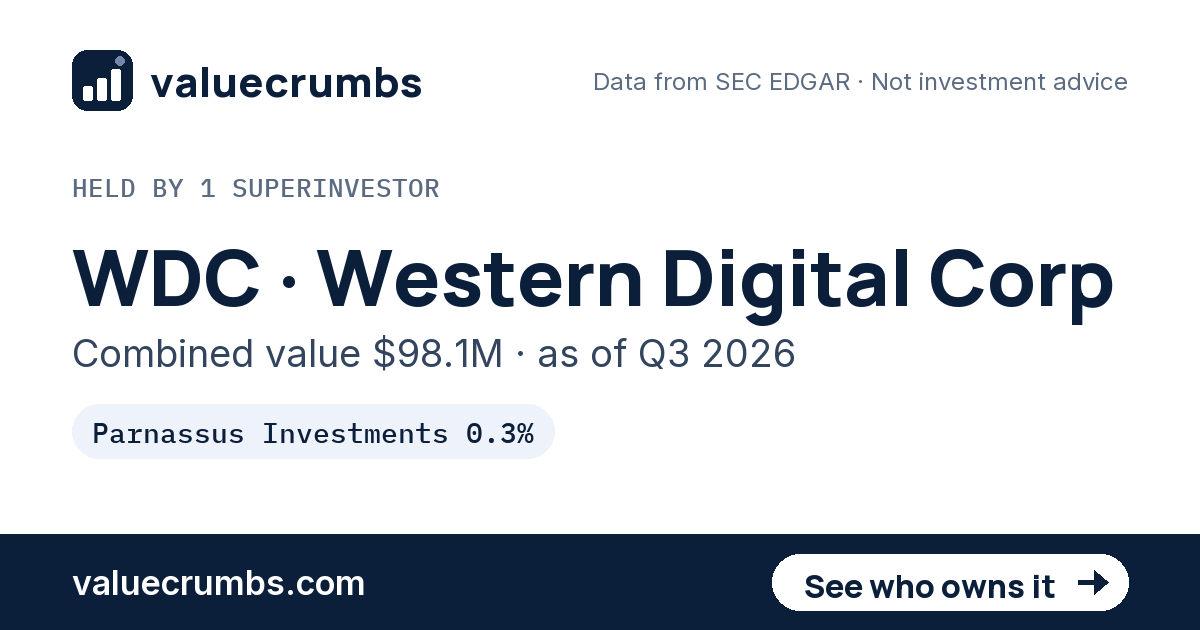 valuecrumbs
Data from SEC EDGAR · Not investment advice
HELD BY 1 SUPERINVESTOR
WDC · Western Digital Corp
Combined value $98.1M · as of Q3 2026
Parnassus Investments 0.3%
valuecrumbs.com
See who owns it →